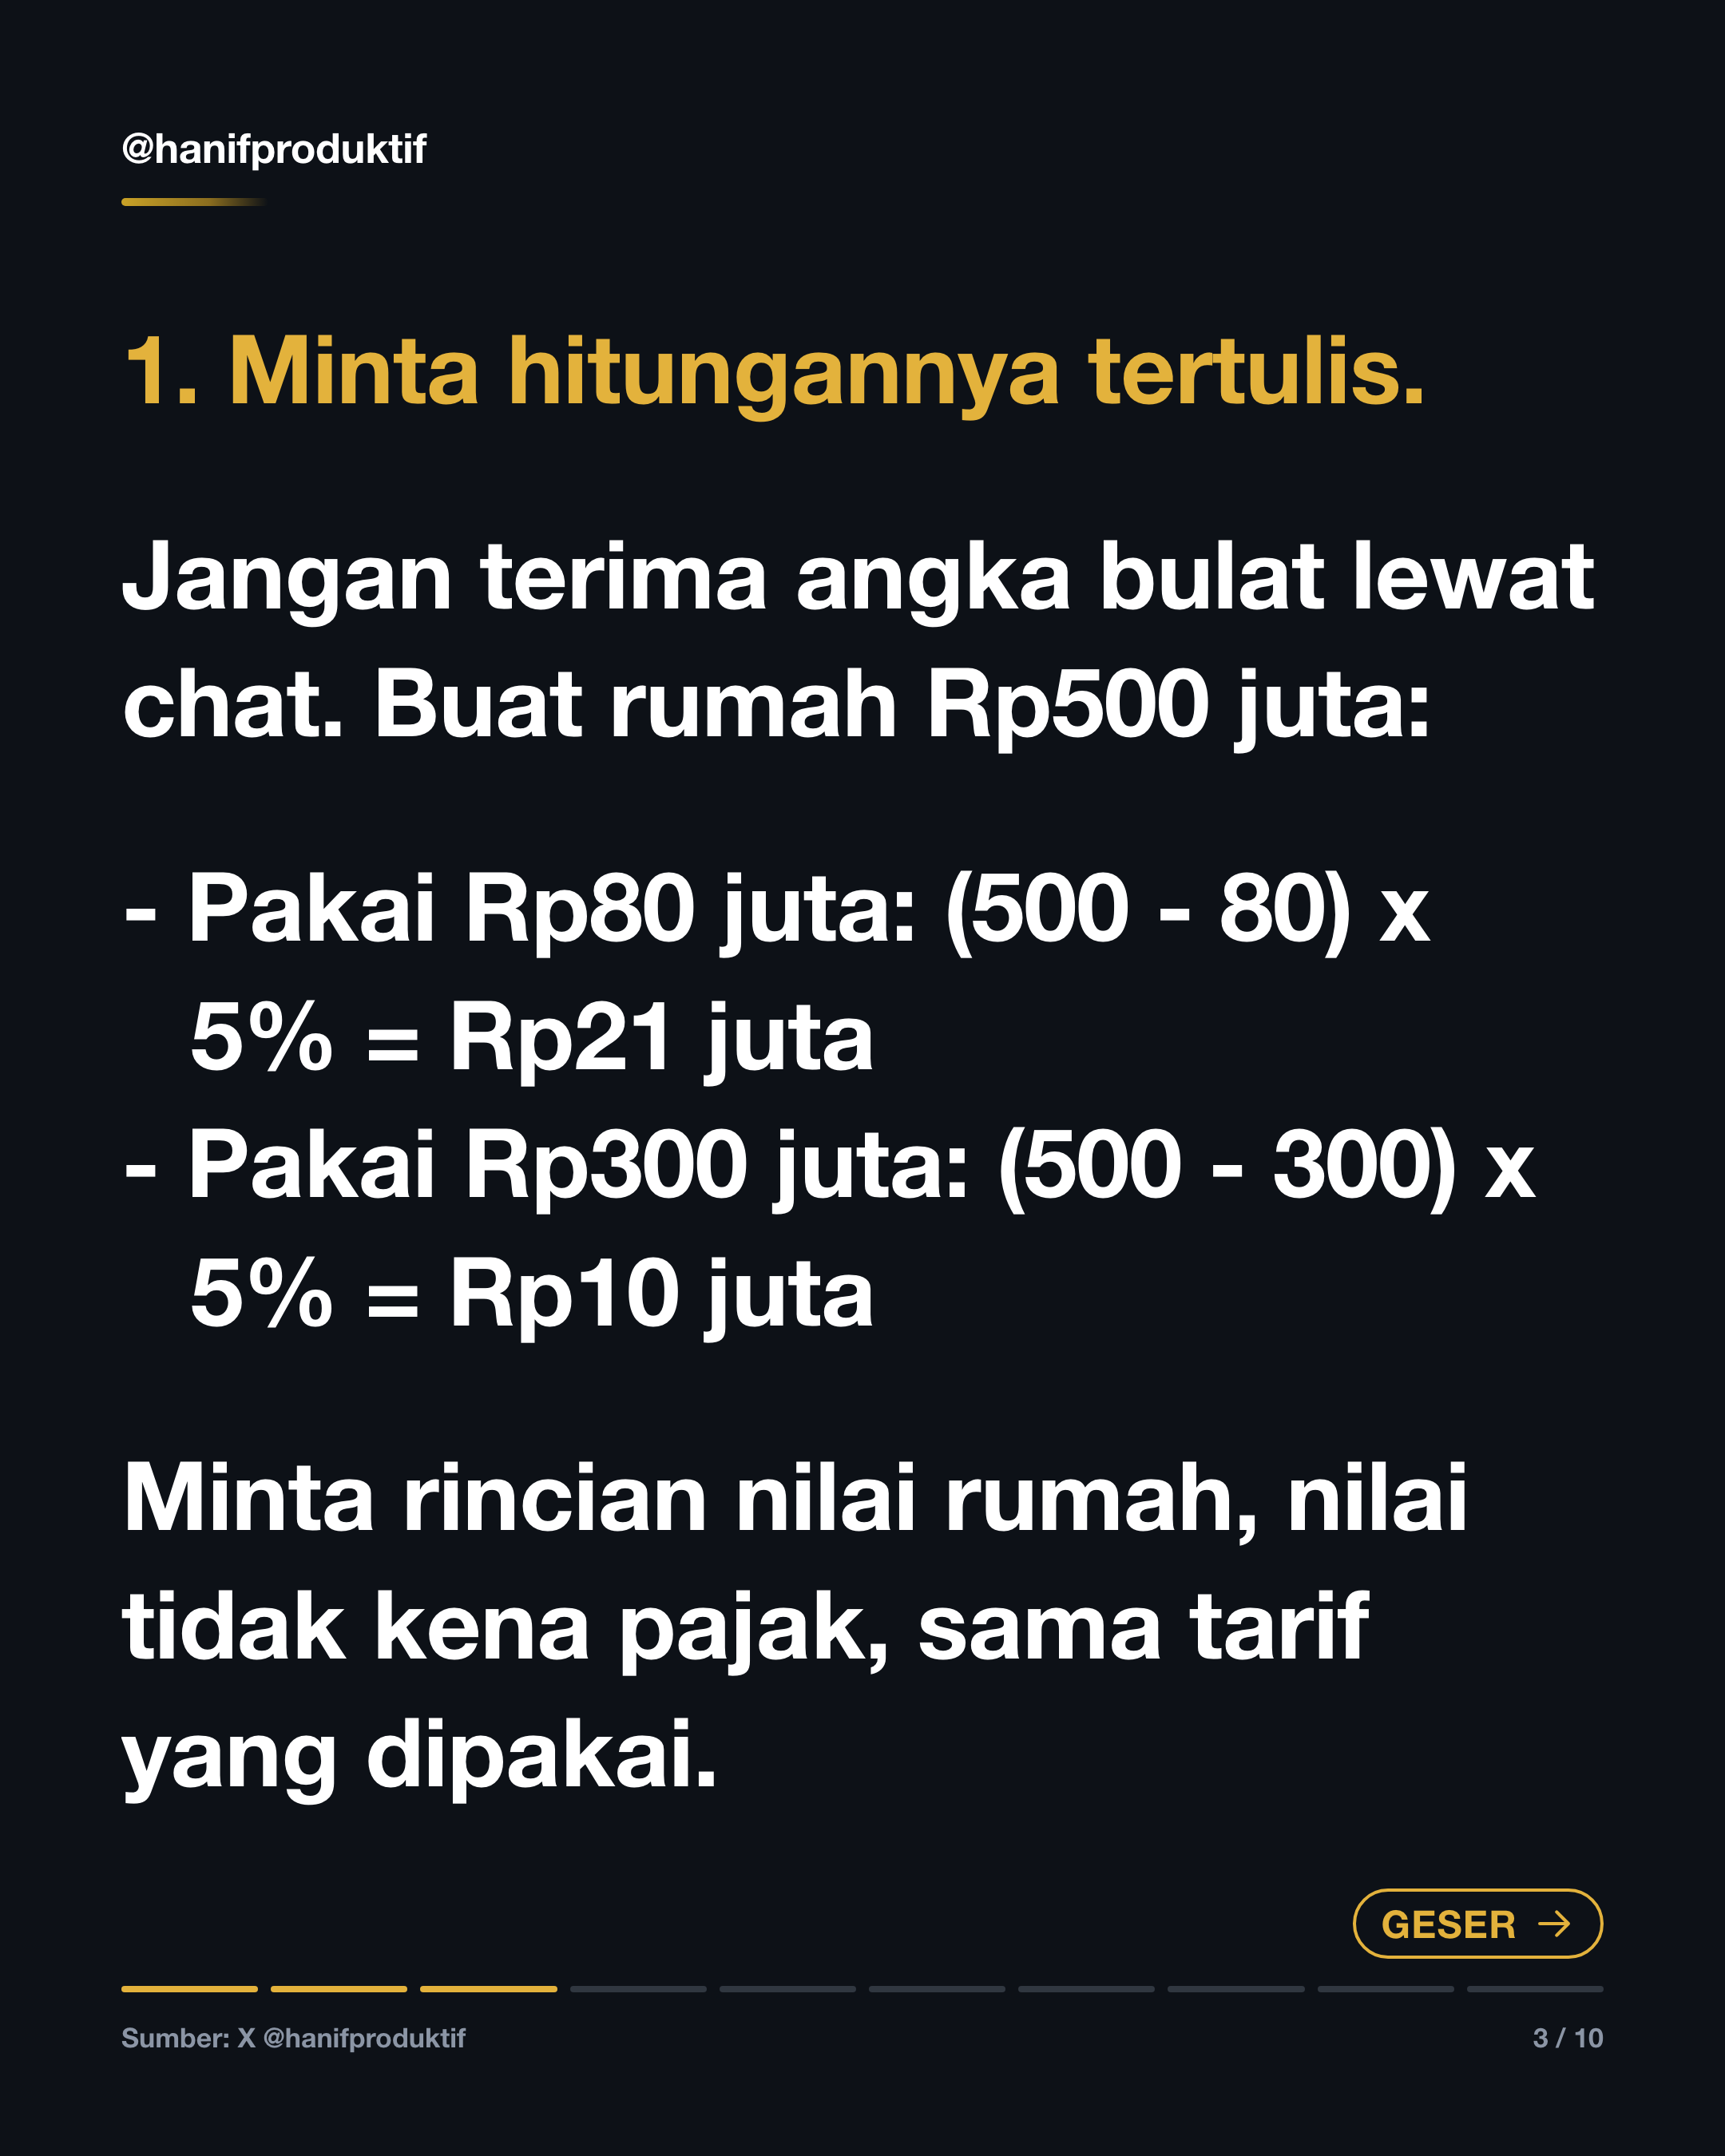 @hanifproduktif
1. Minta hitungannya tertulis.
Jangan terima angka bulat lewat
chat. Buat rumah Rp500 juta:
- Pakai Rp80 juta: (500 - 80) x
5% = Rp21 juta
- Pakai Rp300 juta: (500 - 300) x
5% = Rp10 juta
Minta rincian nilai rumah, nilai
tidak kena pajak, sama tarif
yang dipakai.
GESER →
Sumber: X @hanifproduktif
3 / 10